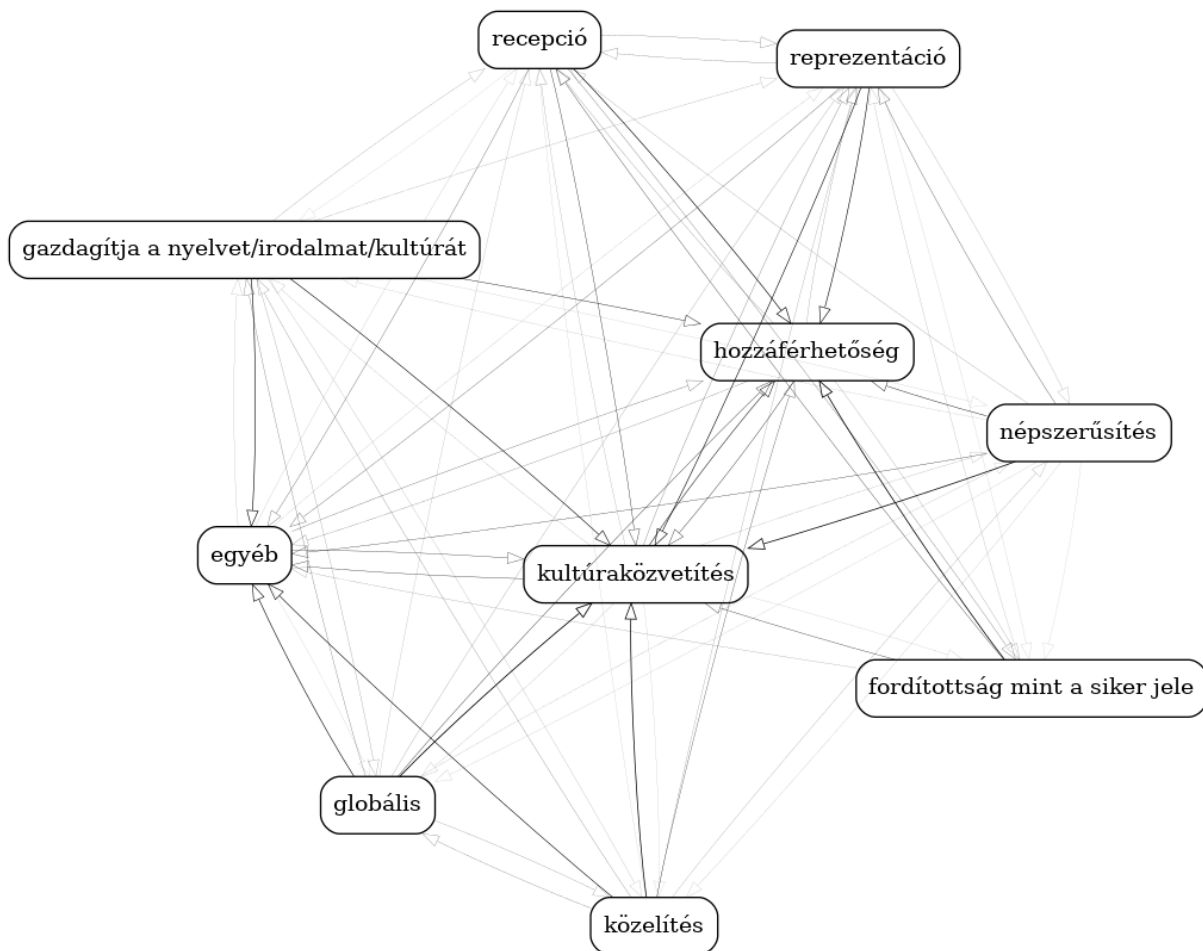 recepció
reprezentáció
gazdagítja a nyelvet/irodalmat/kultúrát
hozzáférhetőség
népszerűsítés
egyéb
kultúraközvetítés
fordítottság mint a siker jele
globális
közelítés